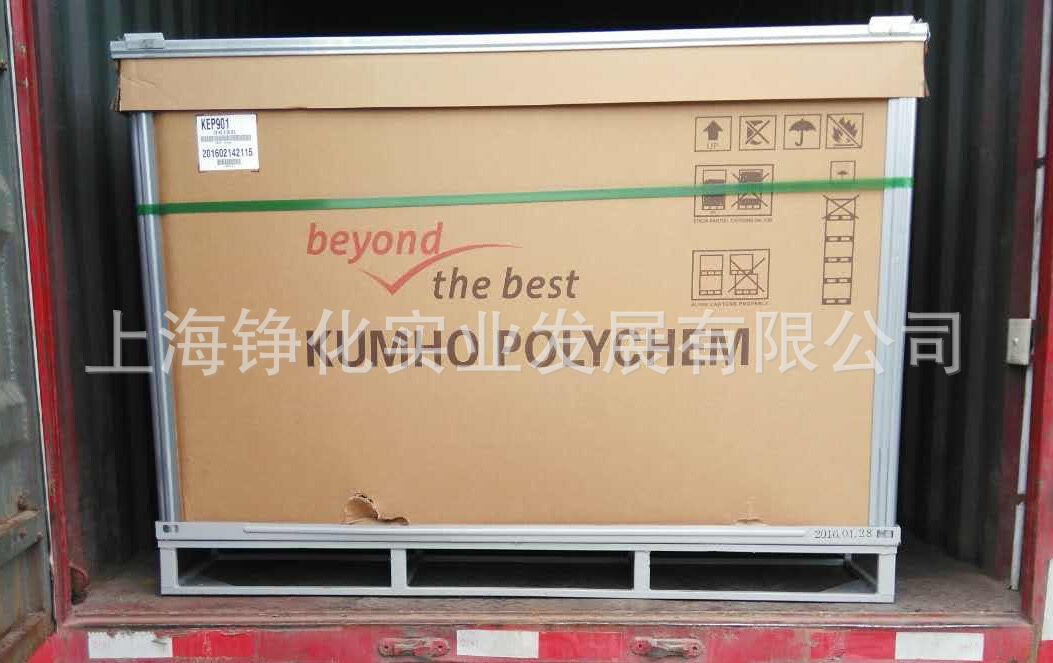 KEP901
201602142115
UP
beyond
the best
KUMHO POLYCHEM
上海铮化实业发展有限公司
2016.01.28